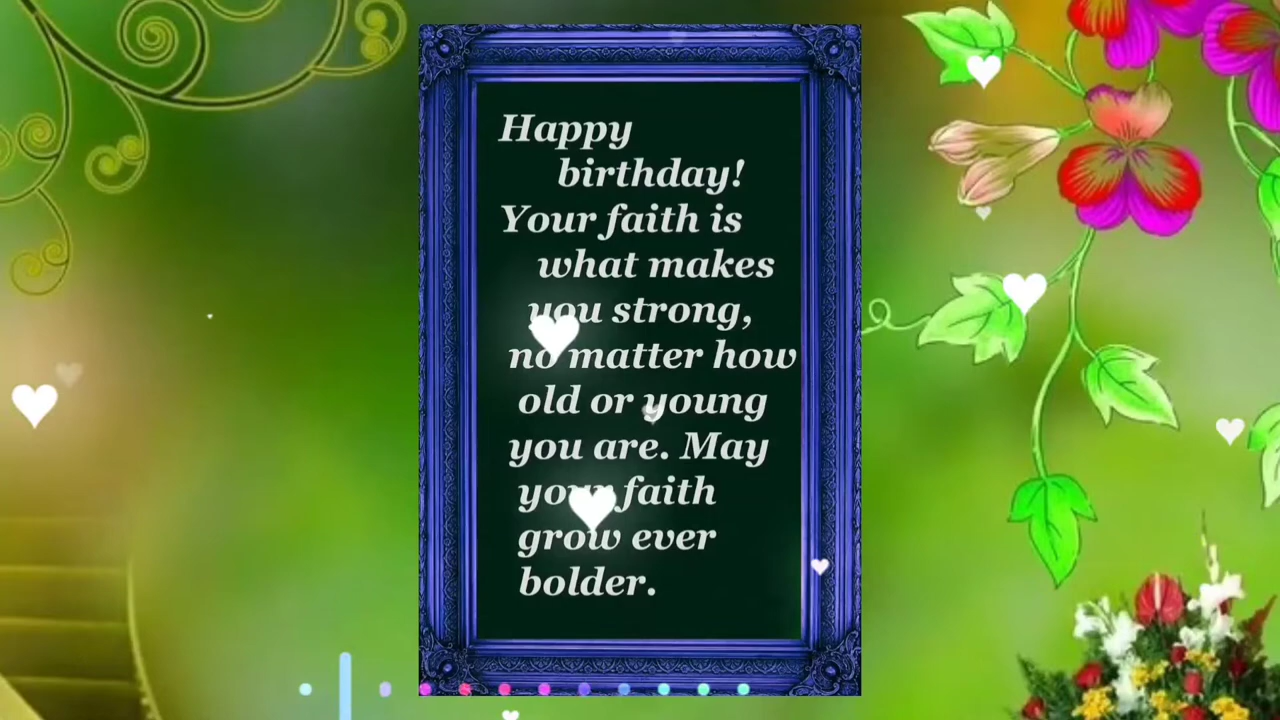 Happy
birthday!
Your faith is
what makes
you strong,
no matter how
old or young
you are. May
your faith
grow ever
bolder.